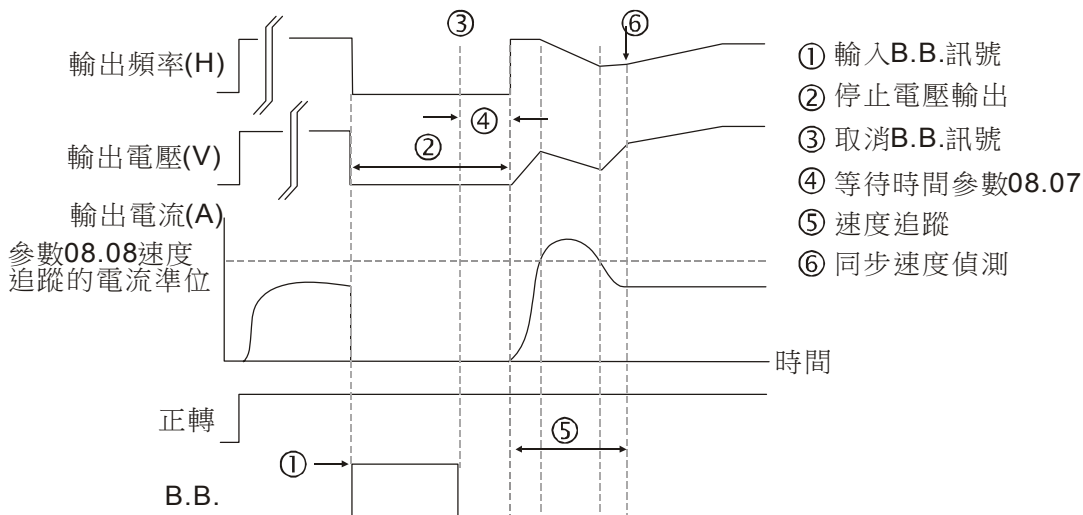 ③
⑥
輸出頻率(H)
④
②
輸出電壓(V)
輸出電流(A)
參數08.08速度
追蹤的電流準位
時間
正轉
⑤
①
B.B.
① 輸入B.B.訊號
② 停止電壓輸出
③ 取消B.B.訊號
④ 等待時間參數08.07
⑤ 速度追蹤
⑥ 同步速度偵測